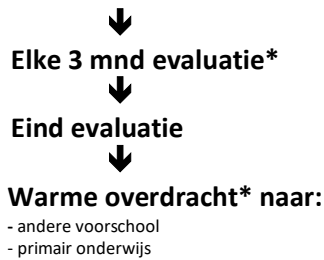 Elke 3 mnd evaluatie*
Eind evaluatie
Warme overdracht* naar:
- andere voorschool
- primair onderwijs